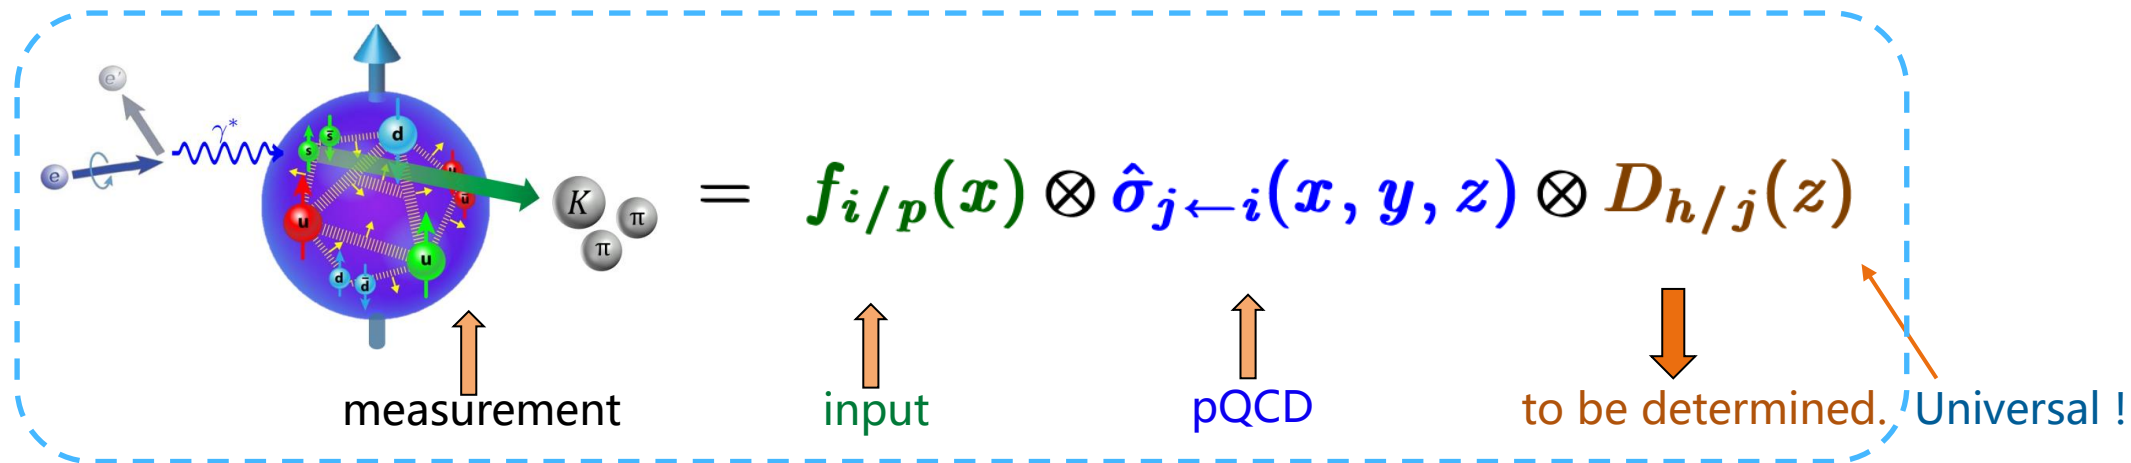 e'
e
γ*
s
s̄
d
u
ū
u
u
d
d̄
K
π
π
= f_{i/p}(x) ⊗ σ̂_{j←i}(x, y, z) ⊗ D_{h/j}(z)
measurement
input
pQCD
to be determined.
Universal !